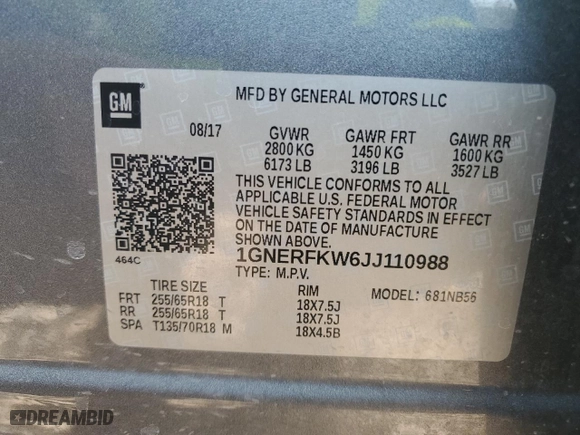 GM
MFD BY GENERAL MOTORS LLC
08/17 GVWR GAWR FRT GAWR RR
2800 KG 1450 KG 1600 KG
6173 LB 3196 LB 3527 LB
THIS VEHICLE CONFORMS TO ALL
APPLICABLE U.S. FEDERAL MOTOR
VEHICLE SAFETY STANDARDS IN EFFECT
ON THE DATE OF MANUFACTURE
SHOWN ABOVE.
464C
1GNERFKW6JJ110988
TYPE: M.P.V.
TIRE SIZE RIM MODEL: 681NB56
FRT 255/65R18 T 18X7.5J
RR 255/65R18 T 18X7.5J
SPA T135/70R18 M 18X4.5B
DREAMBID